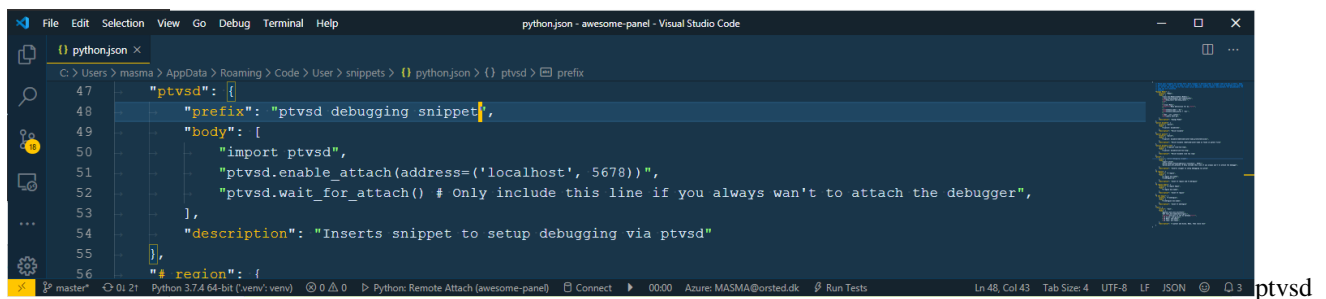 File Edit Selection View Go Debug Terminal Help python.json - awesome-panel - Visual Studio Code
{} python.json ×
C: > Users > masma > AppData > Roaming > Code > User > snippets > {} python.json > {} ptvsd > prefix
47 "ptvsd": {
48 "prefix": "ptvsd debugging snippet",
49 "body": [
50 "import ptvsd",
51 "ptvsd.enable_attach(address=('localhost', 5678))",
52 "ptvsd.wait_for_attach() # Only include this line if you always wan't to attach the debugger",
53 ],
54 "description": "Inserts snippet to setup debugging via ptvsd"
55 },
56 "# region": {
18
master* 0↓ 2↑ Python 3.7.4 64-bit ('.venv': venv) 0 0 Python: Remote Attach (awesome-panel) Connect 00:00 Azure: MASMA@orsted.dk Run Tests Ln 48, Col 43 Tab Size: 4 UTF-8 LF JSON 3
ptvsd